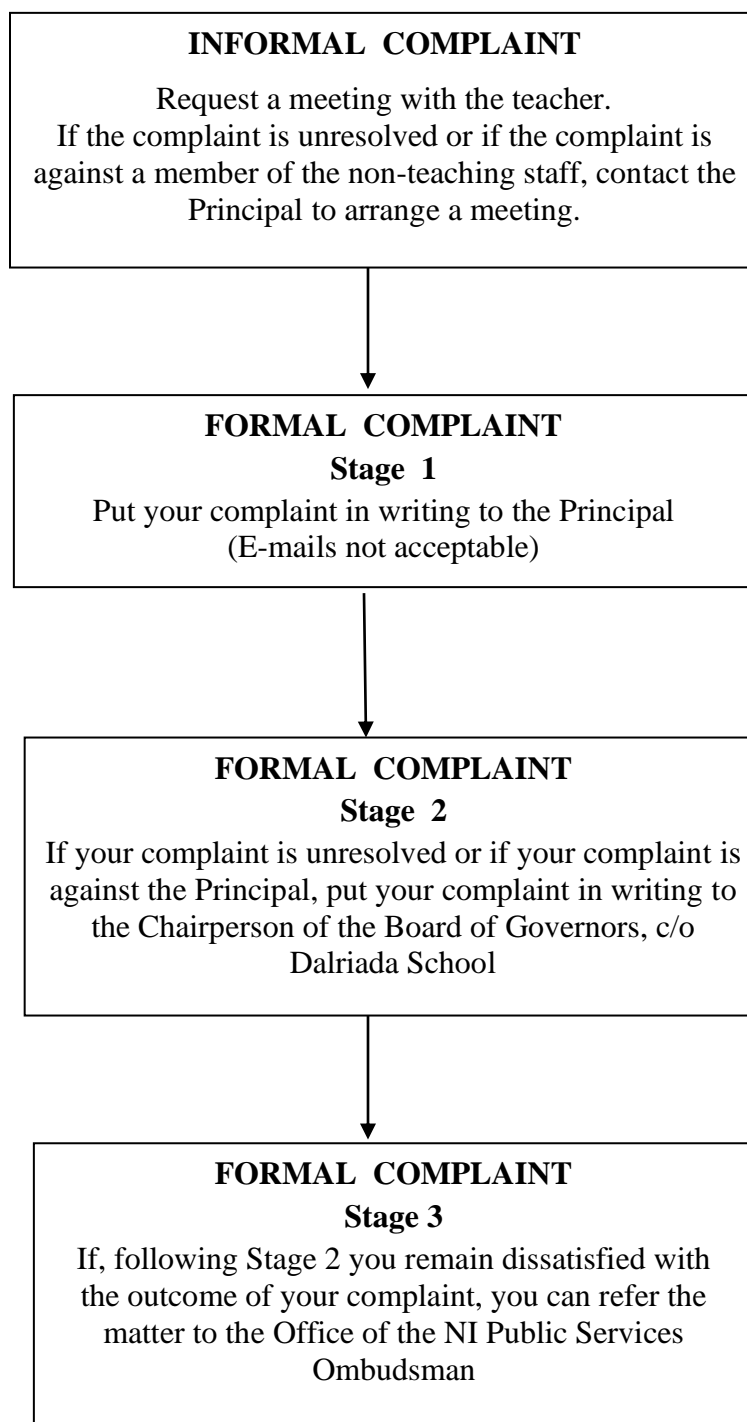 INFORMAL COMPLAINT
Request a meeting with the teacher.
If the complaint is unresolved or if the complaint is
against a member of the non-teaching staff, contact the
Principal to arrange a meeting.
FORMAL COMPLAINT
Stage 1
Put your complaint in writing to the Principal
(E-mails not acceptable)
FORMAL COMPLAINT
Stage 2
If your complaint is unresolved or if your complaint is
against the Principal, put your complaint in writing to
the Chairperson of the Board of Governors, c/o
Dalriada School
FORMAL COMPLAINT
Stage 3
If, following Stage 2 you remain dissatisfied with
the outcome of your complaint, you can refer the
matter to the Office of the NI Public Services
Ombudsman